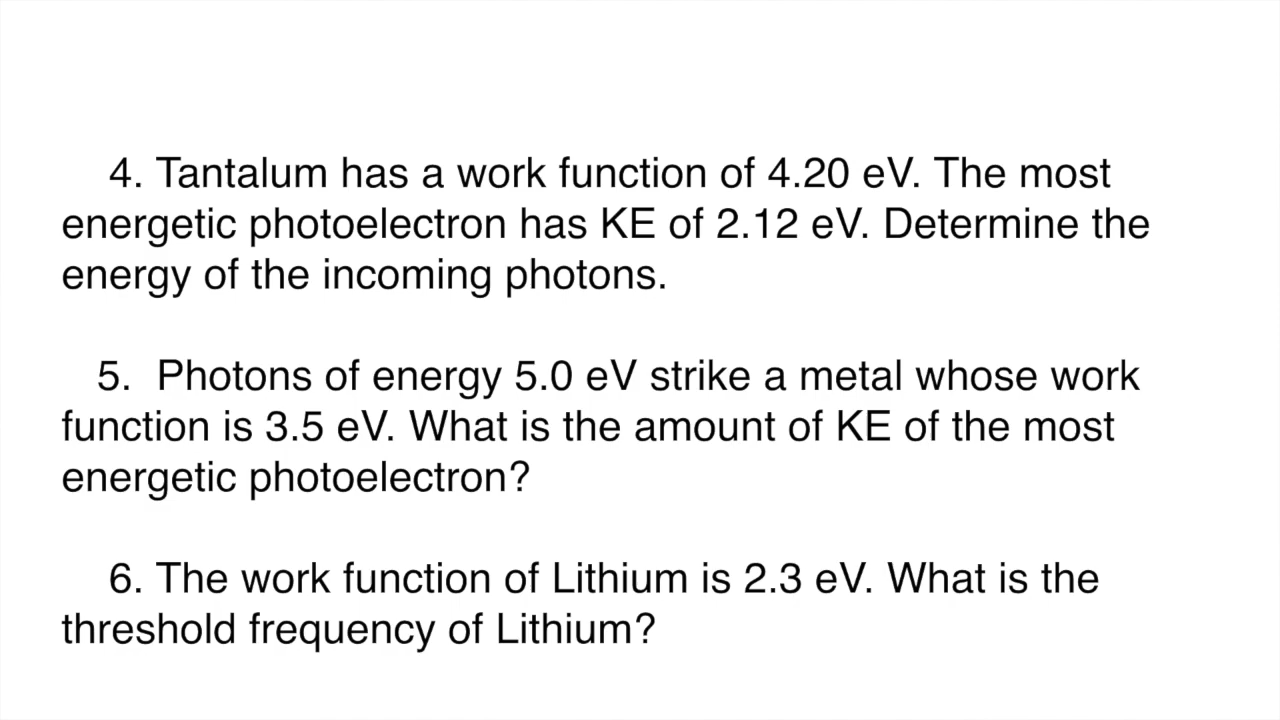 4. Tantalum has a work function of 4.20 eV. The most
energetic photoelectron has KE of 2.12 eV. Determine the
energy of the incoming photons.
5. Photons of energy 5.0 eV strike a metal whose work
function is 3.5 eV. What is the amount of KE of the most
energetic photoelectron?
6. The work function of Lithium is 2.3 eV. What is the
threshold frequency of Lithium?